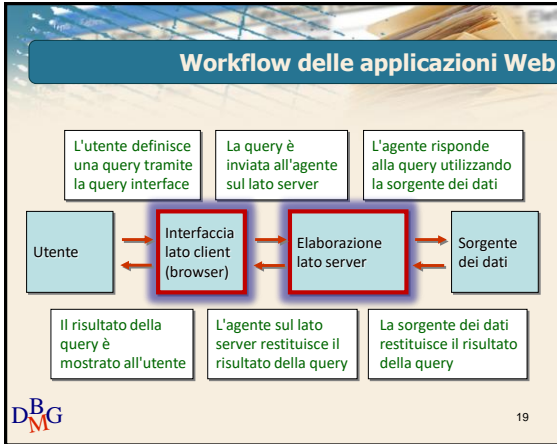 Workflow delle applicazioni Web
L'utente definisce
una query tramite
la query interface
La query è
inviata all'agente
sul lato server
L'agente risponde
alla query utilizzando
la sorgente dei dati
Utente
Interfaccia
lato client
(browser)
Elaborazione
lato server
Sorgente
dei dati
Il risultato della
query è
mostrato all'utente
L'agente sul lato
server restituisce il
risultato della query
La sorgente dei dati
restituisce il risultato
della query
DBMG
19